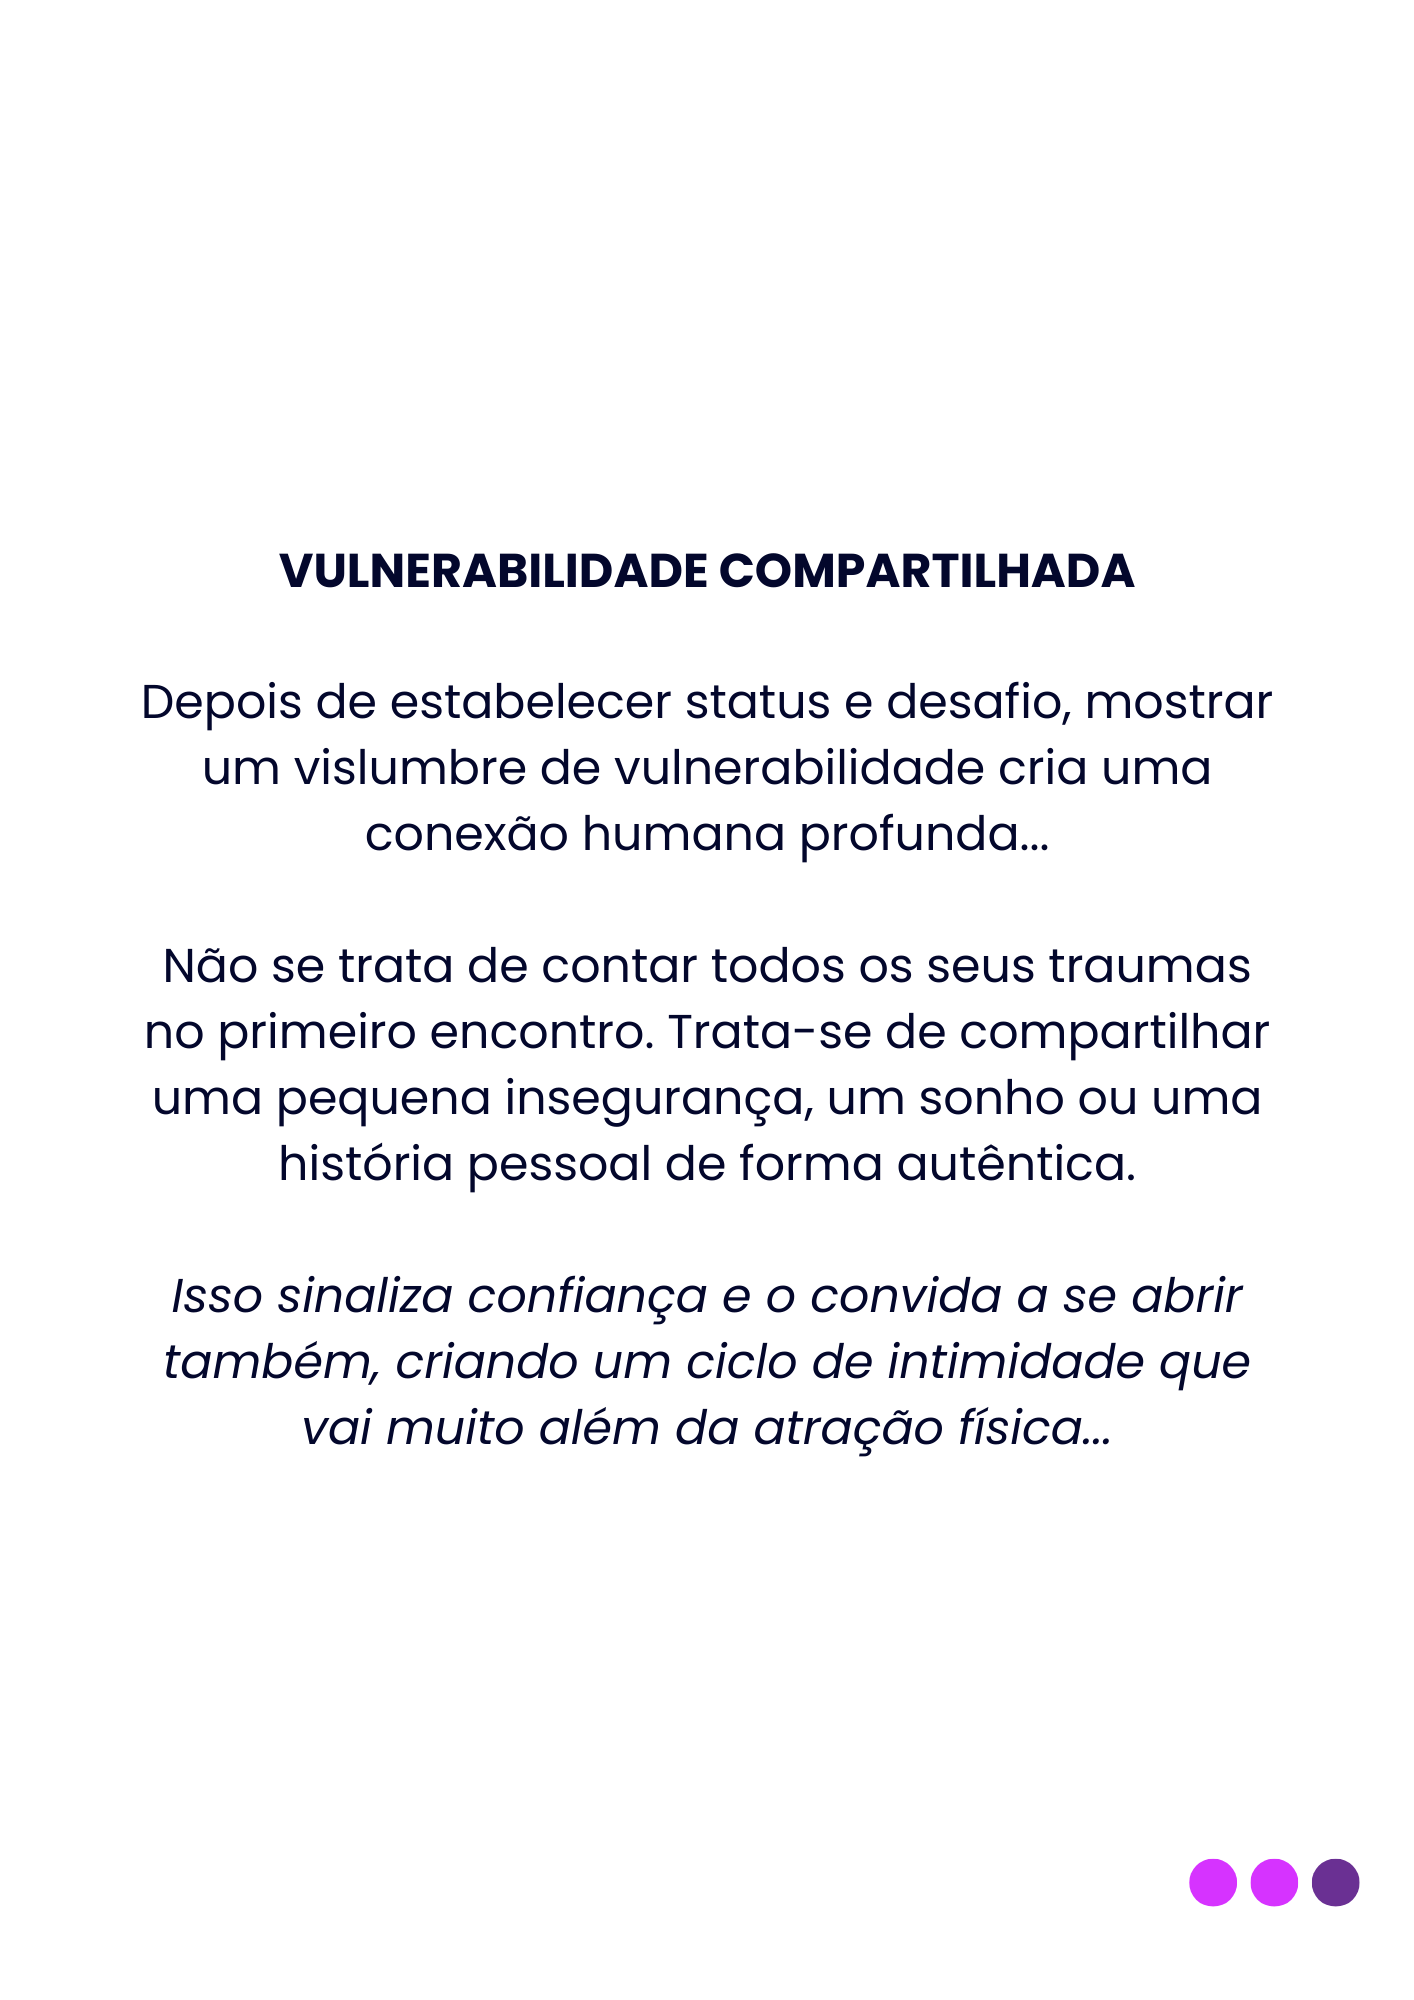 VULNERABILIDADE COMPARTILHADA
Depois de estabelecer status e desafio, mostrar
um vislumbre de vulnerabilidade cria uma
conexão humana profunda...
Não se trata de contar todos os seus traumas
no primeiro encontro. Trata-se de compartilhar
uma pequena insegurança, um sonho ou uma
história pessoal de forma autêntica.
Isso sinaliza confiança e o convida a se abrir
também, criando um ciclo de intimidade que
vai muito além da atração física...